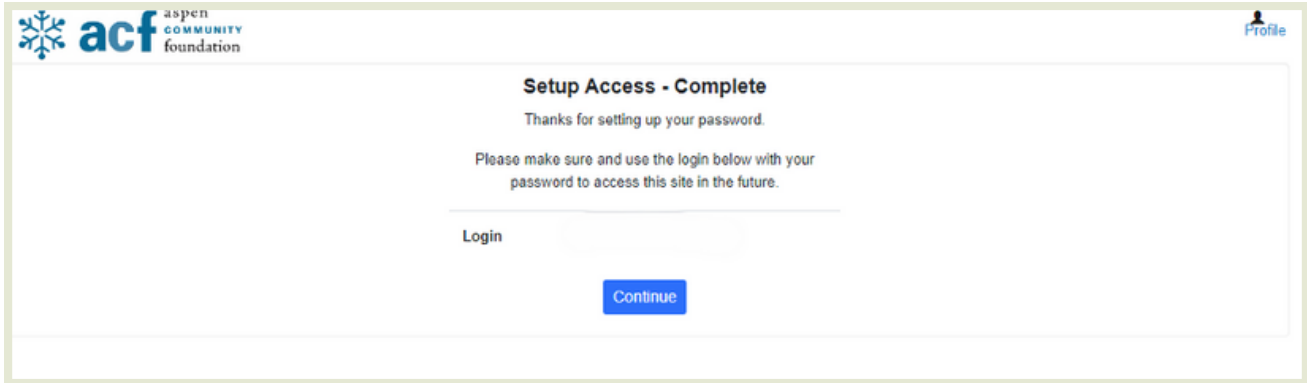 acf aspen
COMMUNITY
foundation
Profile
Setup Access - Complete
Thanks for setting up your password.
Please make sure and use the login below with your
password to access this site in the future.
Login
Continue